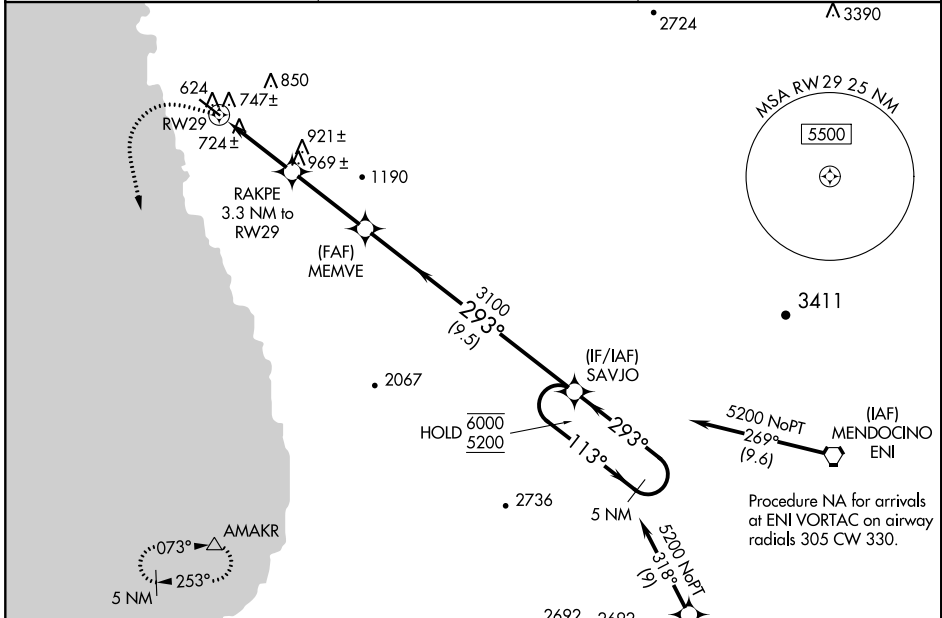 2724
3390
850
624
747±
RW29
724±
921±
969±
1190
RAKPE
3.3 NM to
RW29
(FAF)
MEMVE
MSA RW 29 25 NM
5500
3411
3100
293°
(9.5)
(IF/IAF)
SAVJO
2067
HOLD
6000
5200
293°
113°
5 NM
5200 NoPT
269°
(9.6)
(IAF)
MENDOCINO
ENI
Procedure NA for arrivals
at ENI VORTAC on airway
radials 305 CW 330.
2736
5200 NoPT
318°
(9)
AMAKR
073°
253°
5 NM
2692